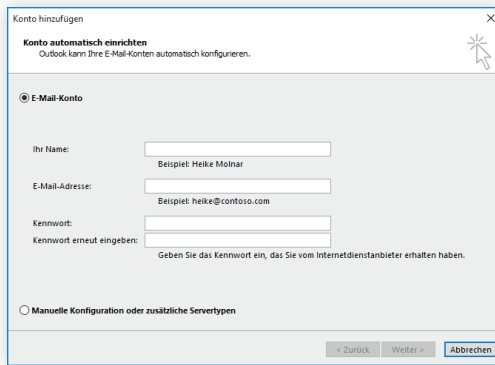 Konto hinzufügen
Konto automatisch einrichten
Outlook kann Ihre E-Mail-Konten automatisch konfigurieren.
E-Mail-Konto
Ihr Name:
Beispiel: Heike Molnar
E-Mail-Adresse:
Beispiel: heike@contoso.com
Kennwort:
Kennwort erneut eingeben:
Geben Sie das Kennwort ein, das Sie vom Internetdienstanbieter erhalten haben.
Manuelle Konfiguration oder zusätzliche Servertypen
< Zurück Weiter > Abbrechen